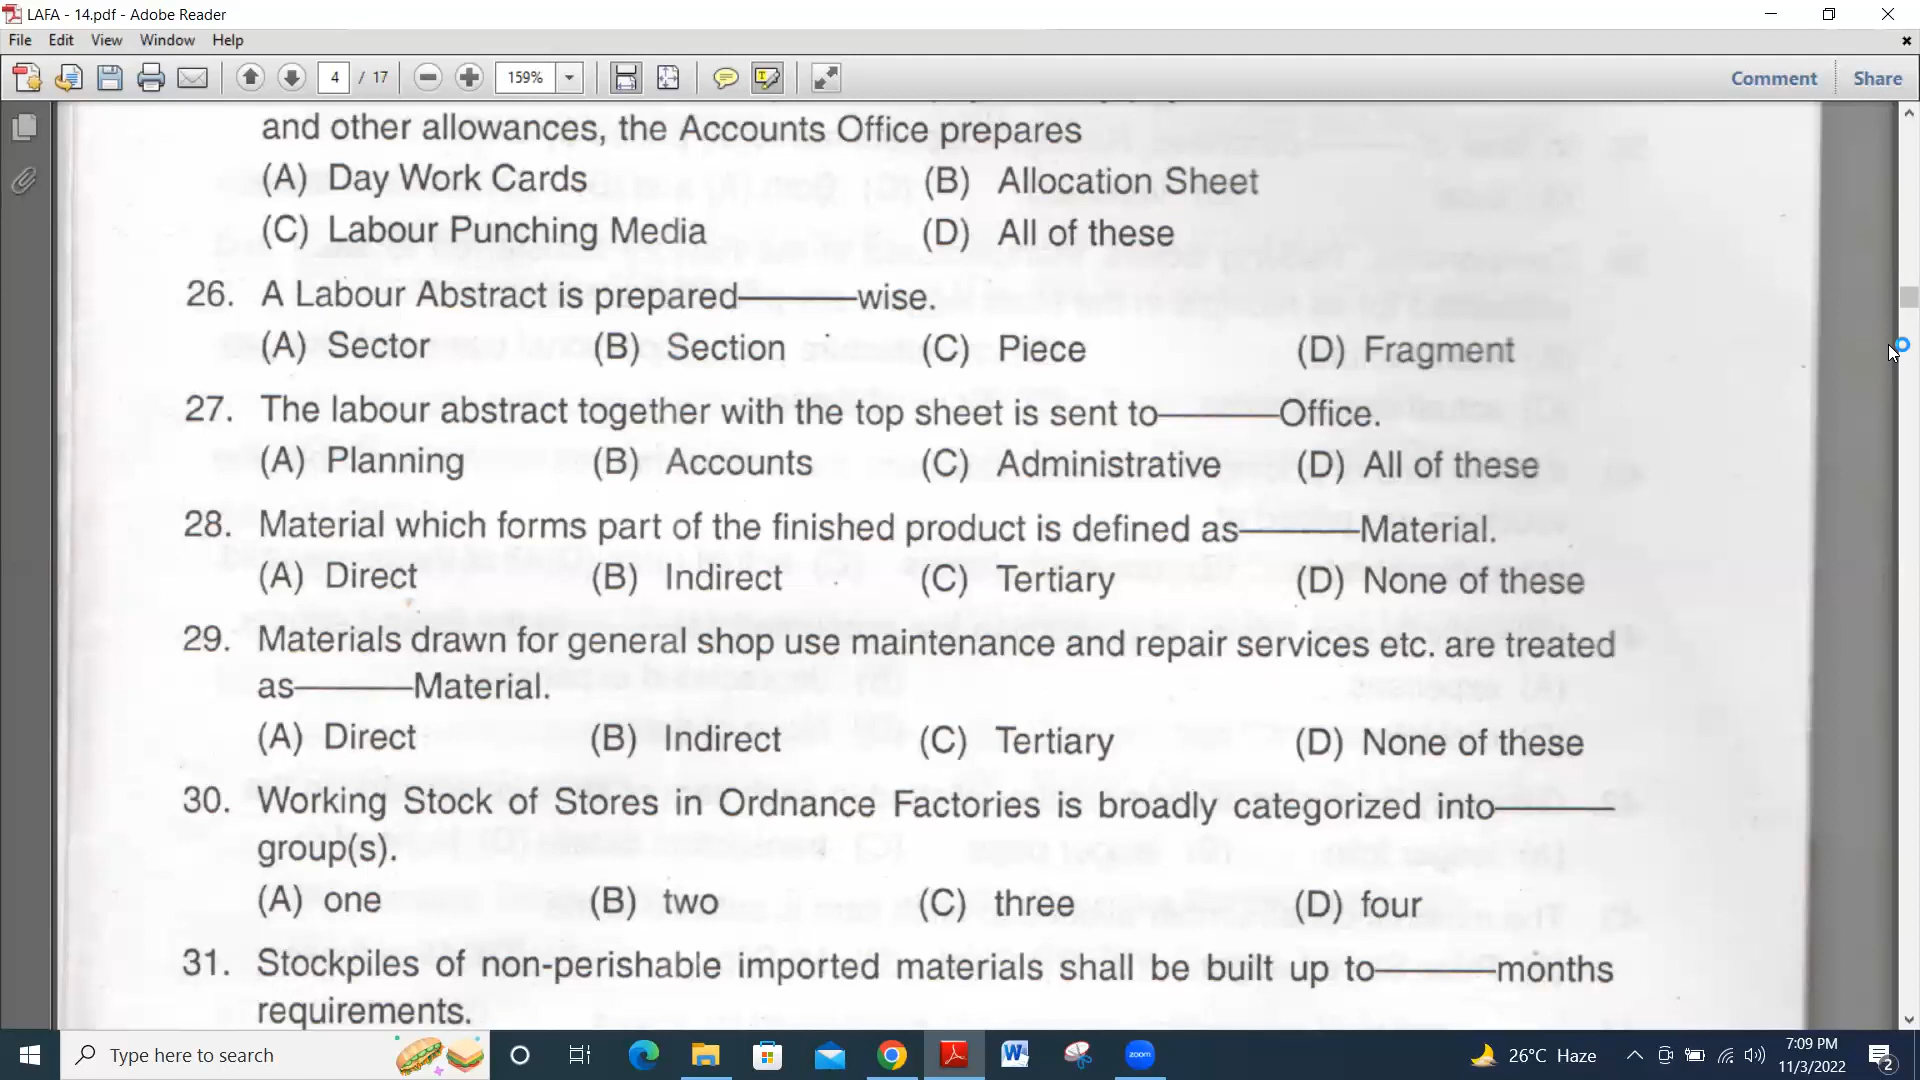 LAFA - 14.pdf - Adobe Reader
File Edit View Window Help
4 / 17 159% Comment Share
and other allowances, the Accounts Office prepares
(A) Day Work Cards (B) Allocation Sheet
(C) Labour Punching Media (D) All of these
26. A Labour Abstract is prepared———wise.
(A) Sector (B) Section (C) Piece (D) Fragment
27. The labour abstract together with the top sheet is sent to———Office.
(A) Planning (B) Accounts (C) Administrative (D) All of these
28. Material which forms part of the finished product is defined as———Material.
(A) Direct (B) Indirect (C) Tertiary (D) None of these
29. Materials drawn for general shop use maintenance and repair services etc. are treated
as———Material.
(A) Direct (B) Indirect (C) Tertiary (D) None of these
30. Working Stock of Stores in Ordnance Factories is broadly categorized into———
group(s).
(A) one (B) two (C) three (D) four
31. Stockpiles of non-perishable imported materials shall be built up to———months
requirements.
Type here to search
zoom
26°C Haze
7:09 PM
11/3/2022
2